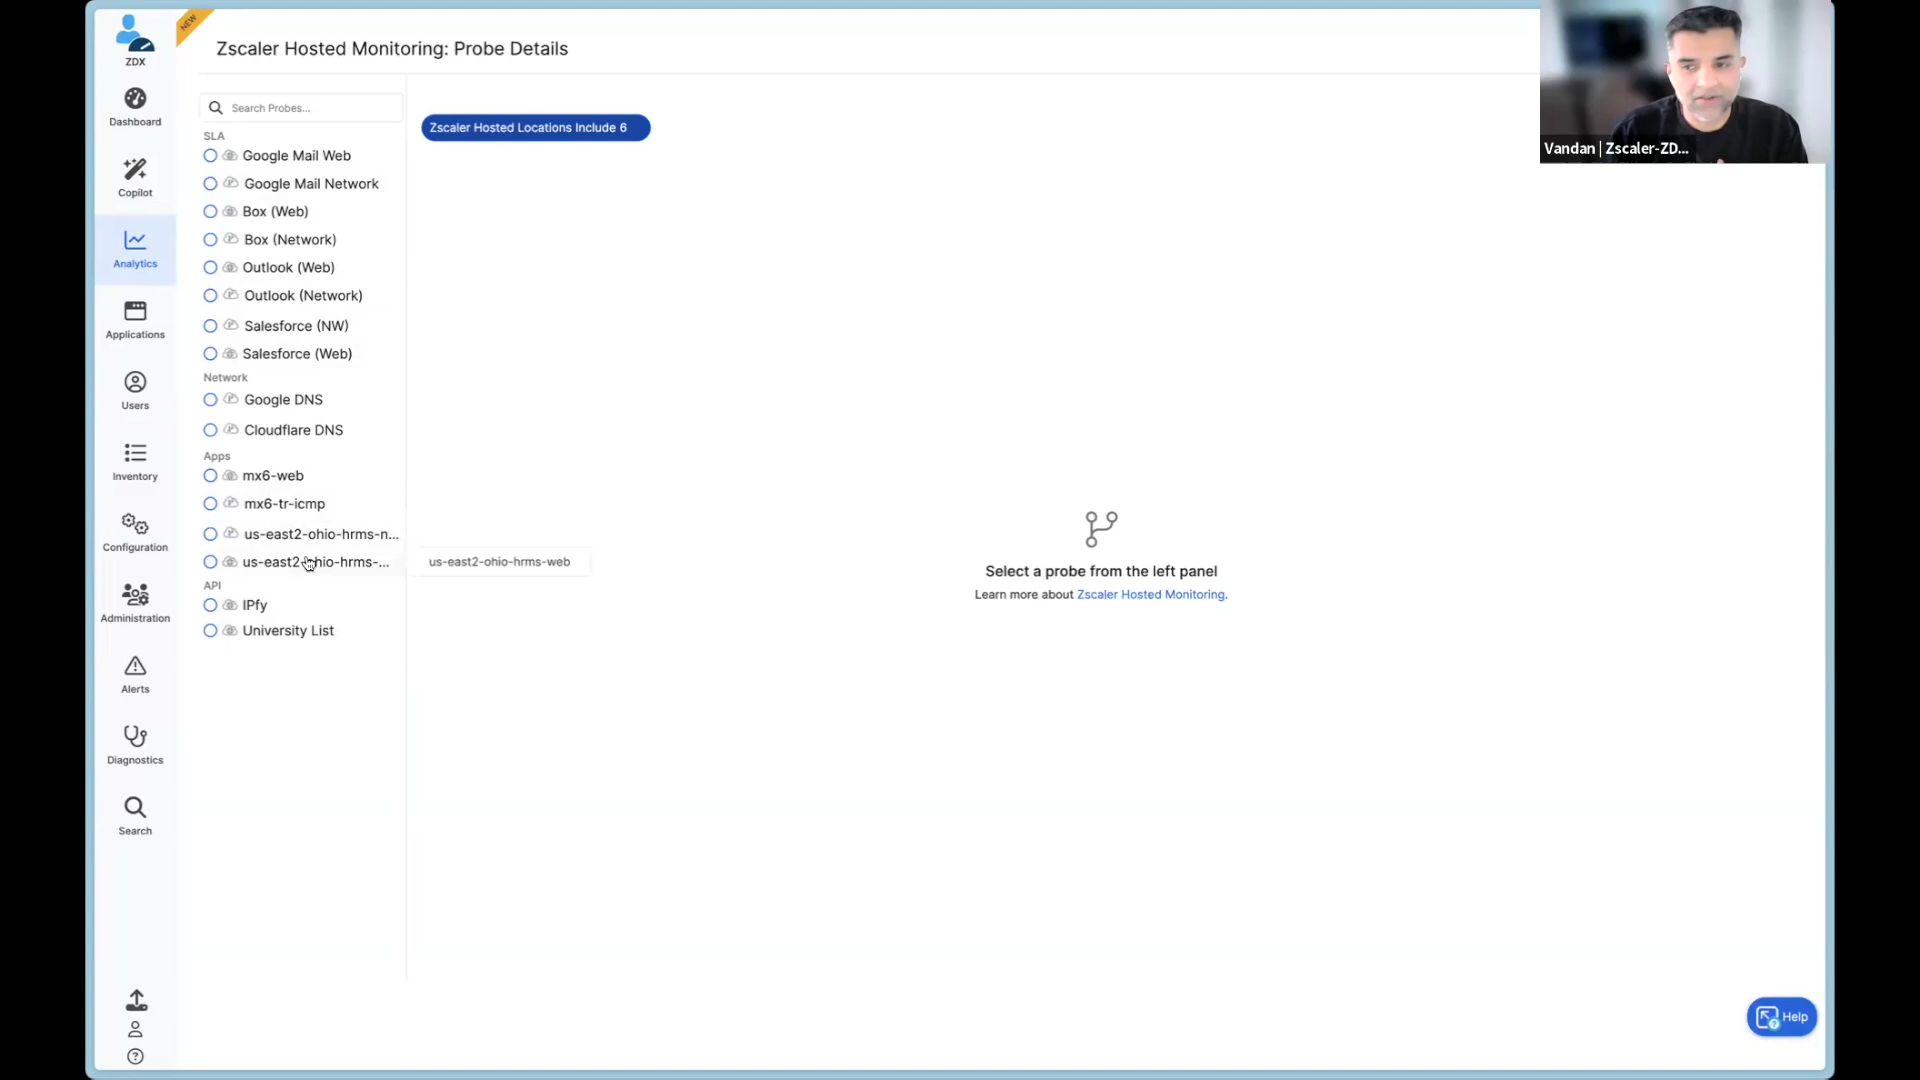 NEW
ZDX
Zscaler Hosted Monitoring: Probe Details
Dashboard
Copilot
Analytics
Applications
Users
Inventory
Configuration
Administration
Alerts
Diagnostics
Search
Search Probes...
SLA
Google Mail Web
Google Mail Network
Box (Web)
Box (Network)
Outlook (Web)
Outlook (Network)
Salesforce (NW)
Salesforce (Web)
Network
Google DNS
Cloudflare DNS
Apps
mx6-web
mx6-tr-icmp
us-east2-ohio-hrms-n...
us-east2-ohio-hrms-...
us-east2-ohio-hrms-web
API
IPfy
University List
Zscaler Hosted Locations Include 6
Select a probe from the left panel
Learn more about Zscaler Hosted Monitoring.
Vandan | Zscaler-ZD...
Help